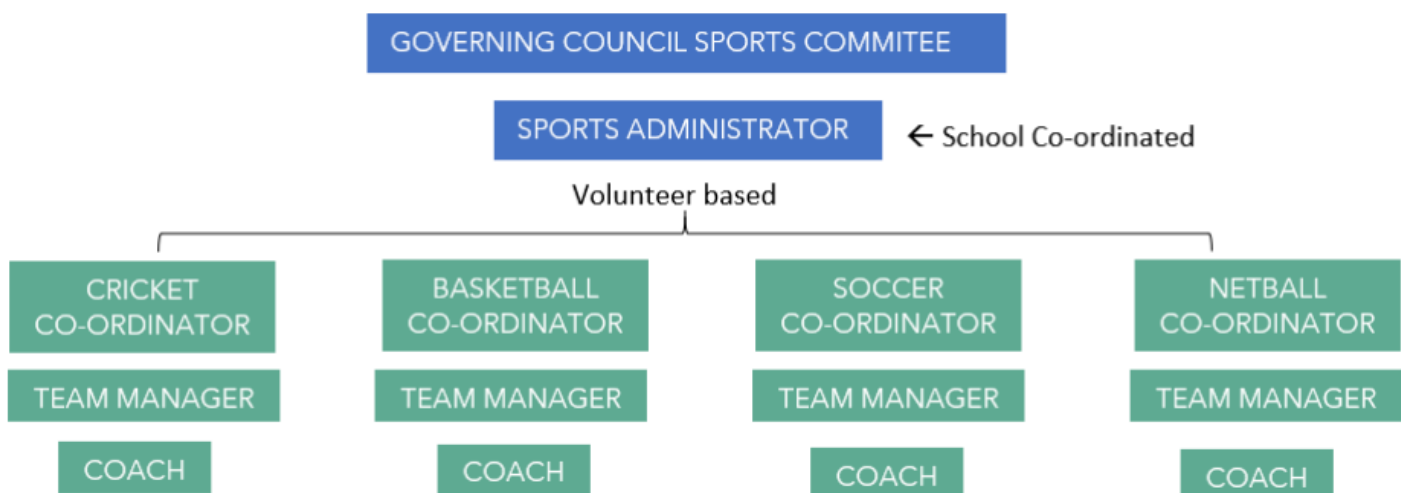 GOVERNING COUNCIL SPORTS COMMITEE
SPORTS ADMINISTRATOR
← School Co-ordinated
Volunteer based
CRICKET
CO-ORDINATOR
BASKETBALL
CO-ORDINATOR
SOCCER
CO-ORDINATOR
NETBALL
CO-ORDINATOR
TEAM MANAGER
TEAM MANAGER
TEAM MANAGER
TEAM MANAGER
COACH
COACH
COACH
COACH